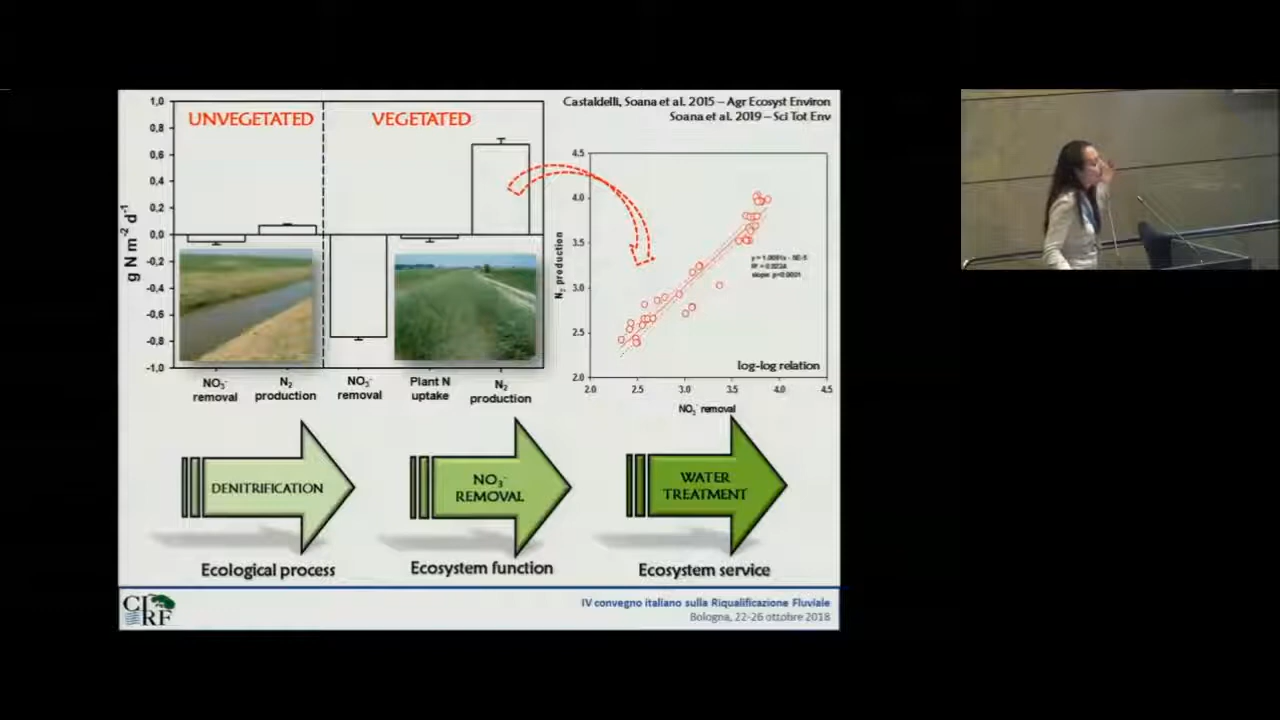 Castaldelli, Soana et al. 2015 – Agr Ecosyst Environ
Soana et al. 2019 – Sci Tot Env
UNVEGETATED
VEGETATED
g N m⁻² d⁻¹
1,0
0,8
0,6
0,4
0,2
0,0
-0,2
-0,4
-0,6
-0,8
-1,0
NO₃⁻ removal
N₂ production
NO₃⁻ removal
Plant N uptake
N₂ production
N₂ production
4.5
4.0
3.5
3.0
2.5
2.0
slope: p<0.0001
log-log relation
2.0 2.5 3.0 3.5 4.0 4.5
NO₃⁻ removal
DENITRIFICATION
NO₃⁻
REMOVAL
WATER
TREATMENT
Ecological process
Ecosystem function
Ecosystem service
CIRF
IV convegno italiano sulla Riqualificazione Fluviale
Bologna, 22-26 ottobre 2018